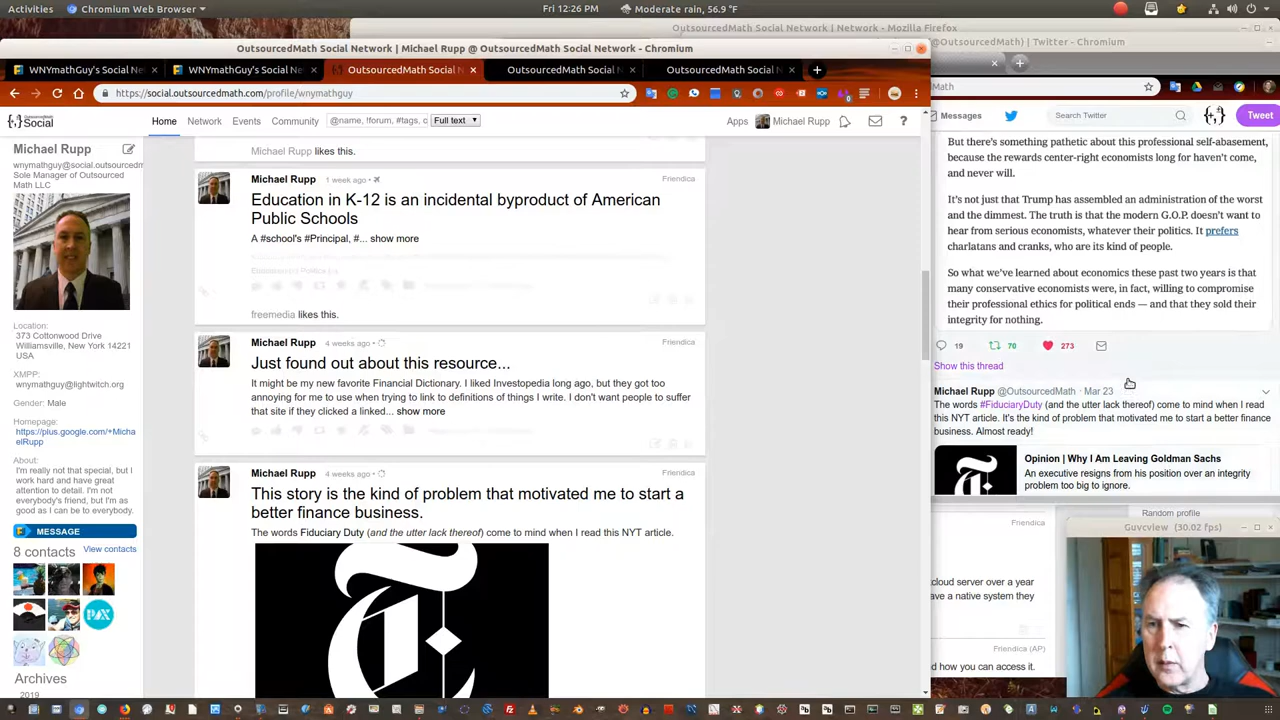 Activities
Chromium Web Browser
Fri 12:26 PM
Moderate rain, 56.9 °F
OutsourcedMath Social Network | Network - Mozilla Firefox
OutsourcedMath Social Network | Michael Rupp @ OutsourcedMath Social Network - Chromium
@OutsourcedMath) | Twitter - Chromium
WNYmathGuy's Social Ne
WNYmathGuy's Social N
OutsourcedMath Social N
OutsourcedMath Social N
OutsourcedMath Social N
https://social.outsourcedmath.com/profile/wnymathguy
Math
Social
Home
Network
Events
Community
@name, !forum, #tags, c
Full text
Apps
Michael Rupp
?
Messages
Search Twitter
Tweet
Michael Rupp
wnymathguy@social.outsourcedm
Sole Manager of Outsourced
Math LLC
Location:
373 Cottonwood Drive
Williamsville, New York 14221
USA
XMPP:
wnymathguy@lightwitch.org
Gender: Male
Homepage:
https://plus.google.com/+Micha
elRupp
About:
I'm really not that special, but I
work hard and have great
attention to detail. I'm not
everybody's friend, but I'm as
good as I can be to everybody.
MESSAGE
8 contacts
View contacts
Archives
2019
Michael Rupp likes this.
Michael Rupp 1 week ago •
Friendica
Education in K-12 is an incidental byproduct of American
Public Schools
A #school's #Principal, #... show more
freemedia likes this.
Michael Rupp 4 weeks ago •
Friendica
Just found out about this resource...
It might be my new favorite Financial Dictionary. I liked Investopedia long ago, but they got too
annoying for me to use when trying to link to definitions of things I write. I don't want people to suffer
that site if they clicked a linked... show more
Michael Rupp 4 weeks ago •
Friendica
This story is the kind of problem that motivated me to start a
better finance business.
The words Fiduciary Duty (and the utter lack thereof) come to mind when I read this NYT article.
But there's something pathetic about this professional self-abasement,
because the rewards center-right economists long for haven't come,
and never will.
It's not just that Trump has assembled an administration of the worst
and the dimmest. The truth is that the modern G.O.P. doesn't want to
hear from serious economists, whatever their politics. It prefers
charlatans and cranks, who are its kind of people.
So what we've learned about economics these past two years is that
many conservative economists were, in fact, willing to compromise
their professional ethics for political ends — and that they sold their
integrity for nothing.
19
70
273
Show this thread
Michael Rupp @OutsourcedMath · Mar 23
The words #FiduciaryDuty (and the utter lack thereof) come to mind when I read
this NYT article. It's the kind of problem that motivated me to start a better finance
business. Almost ready!
Opinion | Why I Am Leaving Goldman Sachs
An executive resigns from his position over an integrity
problem too big to ignore.
Random profile
Friendica
Guvcview (30.02 fps)
cloud server over a year
ave a native system they
Friendica (AP)
d how you can access it.